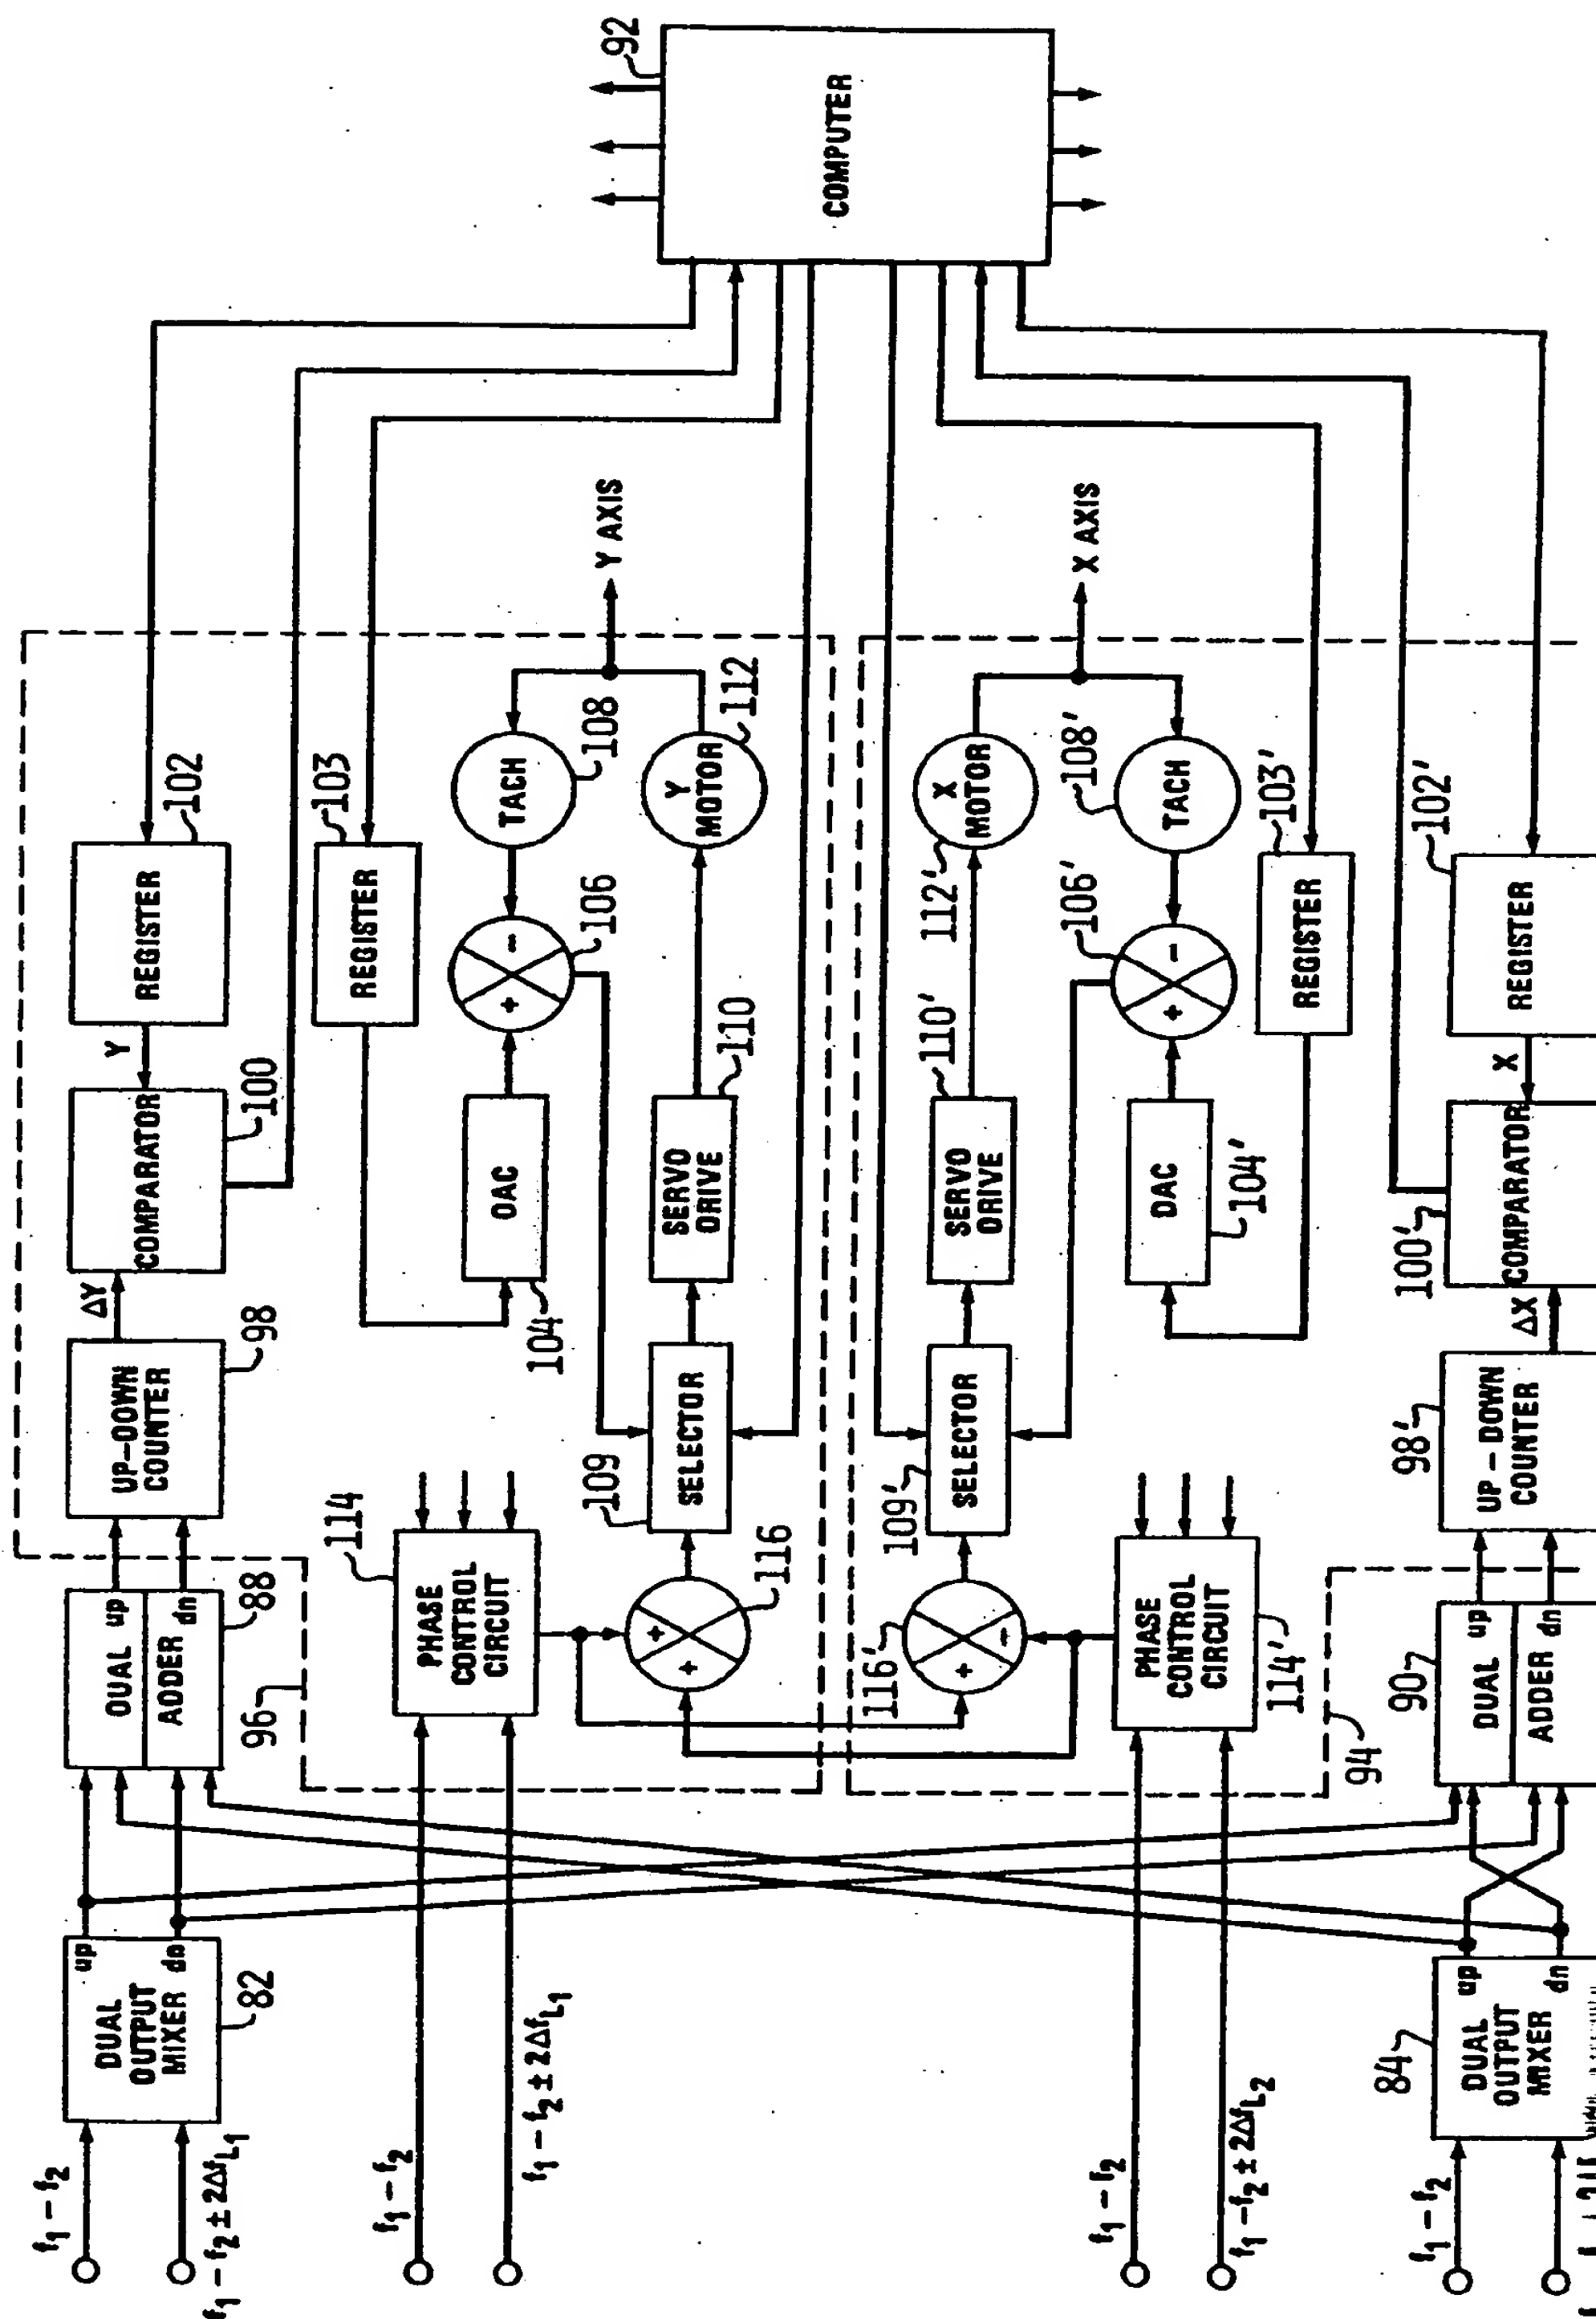 f₁ – f₂
f₁ – f₂ ± 2Δf_L₁
DUAL
OUTPUT
MIXER
up
dn
82
DUAL up
ADDER dn
88
96
UP–DOWN
COUNTER
98
ΔY
COMPARATOR
100
Y
REGISTER
102
f₁ – f₂
f₁ – f₂ ± 2Δf_L₁
PHASE
CONTROL
CIRCUIT
114
REGISTER
103
DAC
104
+
–
106
TACH
108
Y AXIS
+
+
116
SELECTOR
109
SERVO
DRIVE
110
Y
MOTOR
112
COMPUTER
92
+
–
116'
SELECTOR
109'
SERVO
DRIVE
110'
X
MOTOR
112'
X AXIS
f₁ – f₂
f₁ – f₂ ± 2Δf_L₂
PHASE
CONTROL
CIRCUIT
114'
DAC
104'
+
–
106'
TACH
108'
REGISTER
103'
94
f₁ – f₂
DUAL
OUTPUT
MIXER
up
dn
84
DUAL up
ADDER dn
90
UP – DOWN
COUNTER
98'
ΔX
COMPARATOR
100'
X
REGISTER
102'